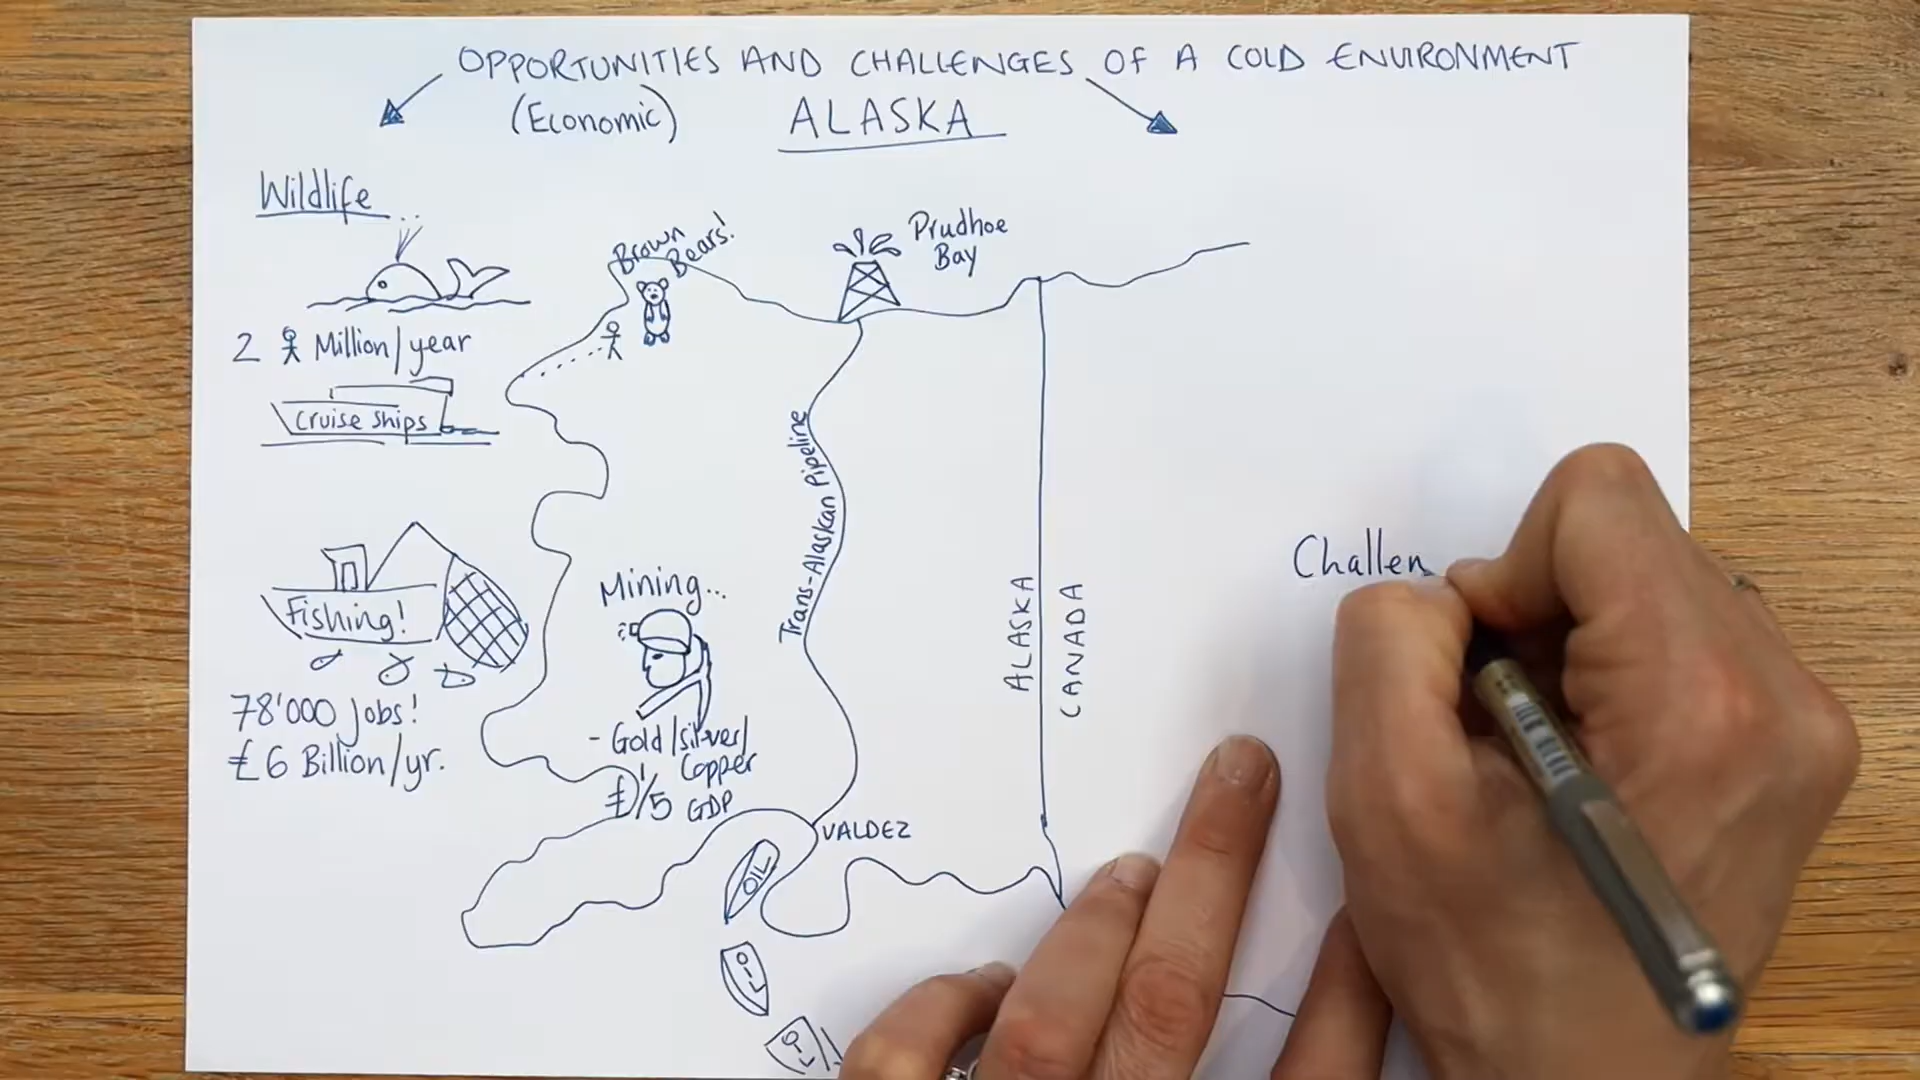 OPPORTUNITIES AND CHALLENGES OF A COLD ENVIRONMENT
(Economic)
ALASKA
Wildlife
2 Million/year
Cruise ships
Fishing!
78'000 Jobs!
£6 Billion/yr.
Brown
Bears!
Prudhoe
Bay
Trans-Alaskan Pipeline
Mining...
- Gold/silver/
Copper
£1/5 GDP
VALDEZ
OIL
OIL
OIL
ALASKA
CANADA
Challen